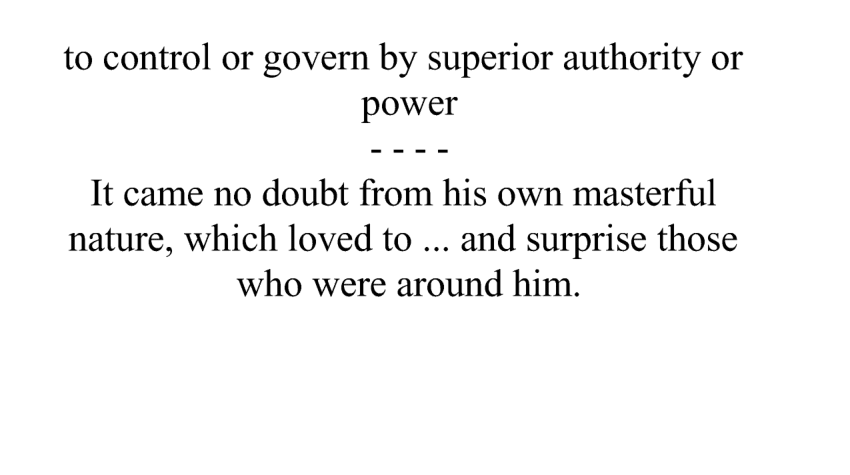 to control or govern by superior authority or
power
- - - -
It came no doubt from his own masterful
nature, which loved to ... and surprise those
who were around him.